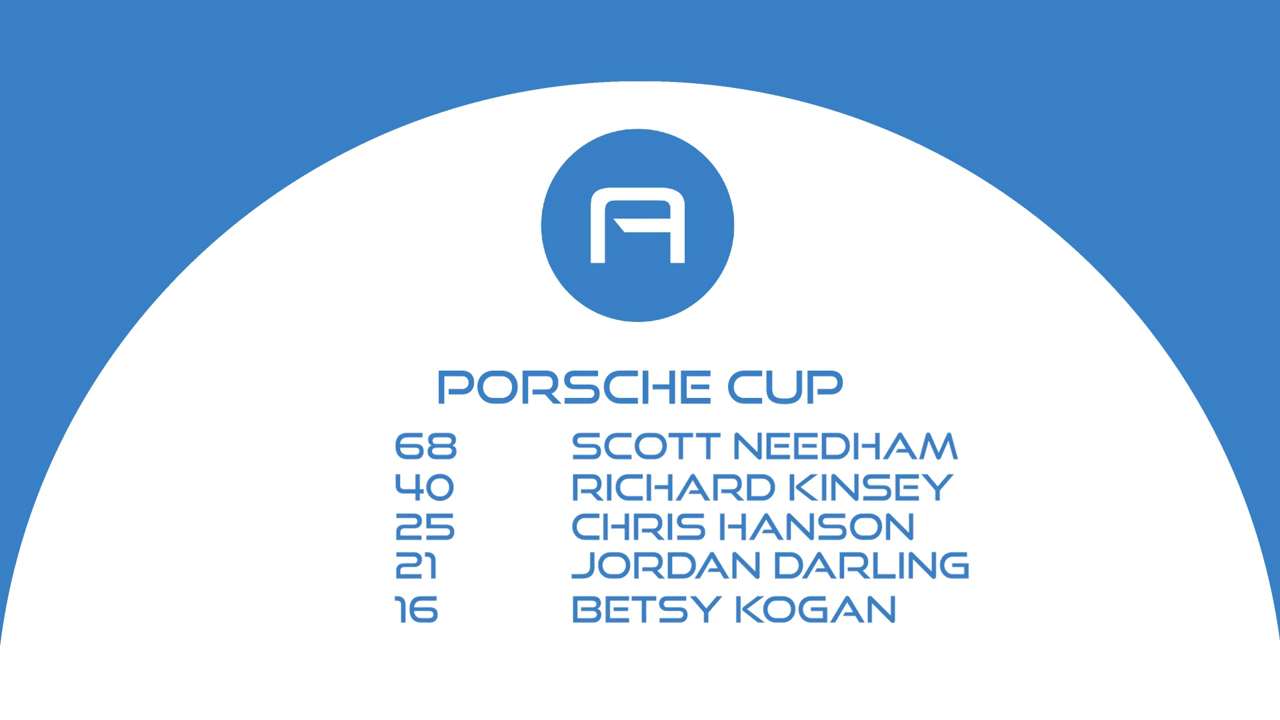 A
PORSCHE CUP
68 SCOTT NEEDHAM
40 RICHARD KINSEY
25 CHRIS HANSON
21 JORDAN DARLING
16 BETSY KOGAN